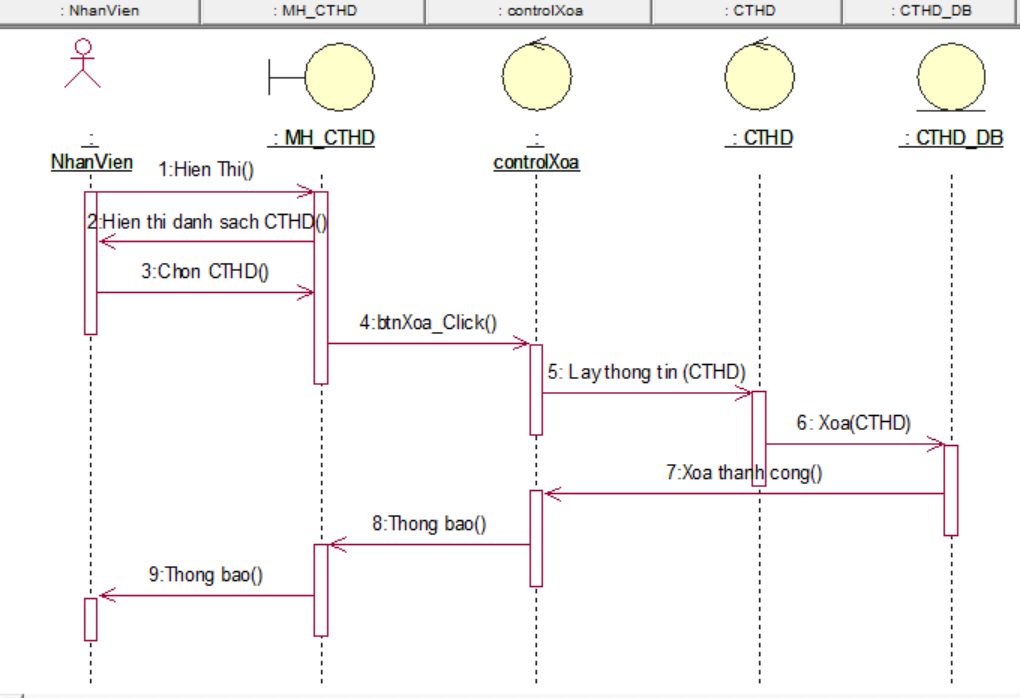 : NhanVien
: MH_CTHD
: controlXoa
: CTHD
: CTHD_DB
:
NhanVien
: MH_CTHD
:
controlXoa
: CTHD
: CTHD_DB
1:Hien Thi()
2:Hien thi danh sach CTHD()
3:Chon CTHD()
4:btnXoa_Click()
5: Lay thong tin (CTHD)
6: Xoa(CTHD)
7:Xoa thanh cong()
8:Thong bao()
9:Thong bao()